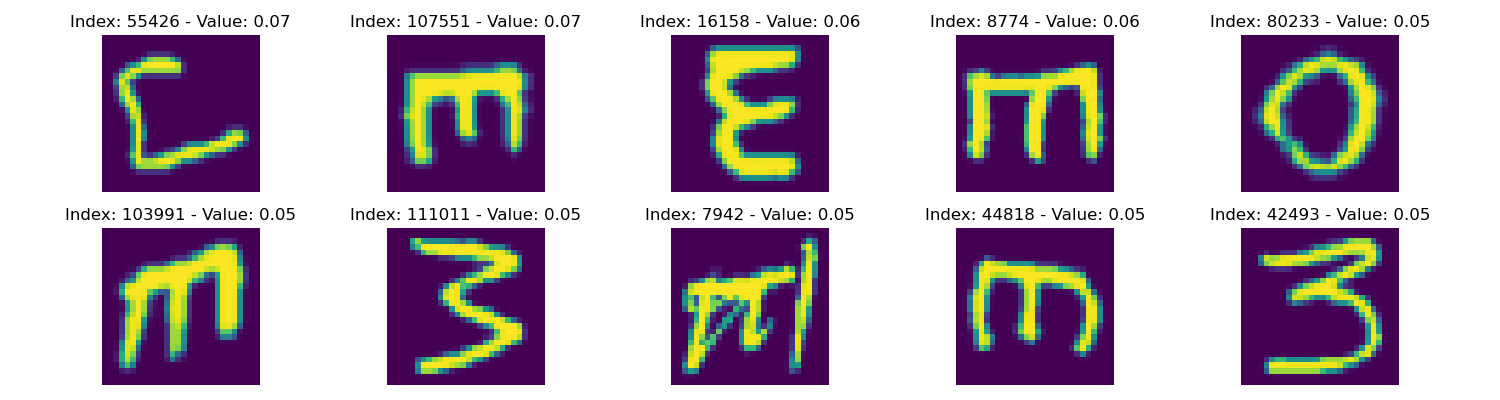 Index: 55426 - Value: 0.07 Index: 107551 - Value: 0.07 Index: 16158 - Value: 0.06 Index: 8774 - Value: 0.06 Index: 80233 - Value: 0.05
m E m O
Index: 103991 - Value: 0.05 Index: 111011 - Value: 0.05 Index: 7942 - Value: 0.05 Index: 44818 - Value: 0.05 Index: 42493 - Value: 0.05
m 3 m 3